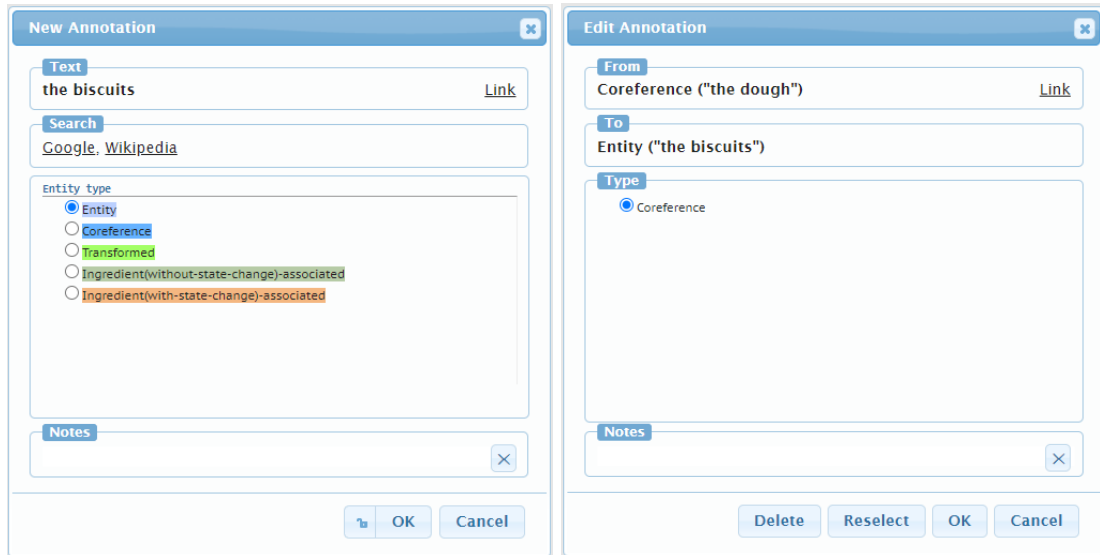 New Annotation
Text
the biscuits Link
Search
Google, Wikipedia
Entity type
Entity
Coreference
Transformed
Ingredient(without-state-change)-associated
Ingredient(with-state-change)-associated
Notes
OK Cancel
Edit Annotation
From
Coreference ("the dough") Link
To
Entity ("the biscuits")
Type
Coreference
Notes
Delete Reselect OK Cancel